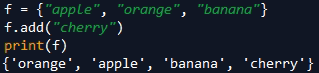 f = {"apple", "orange", "banana"}
f.add("cherry")
print(f)
{'orange', 'apple', 'banana', 'cherry'}